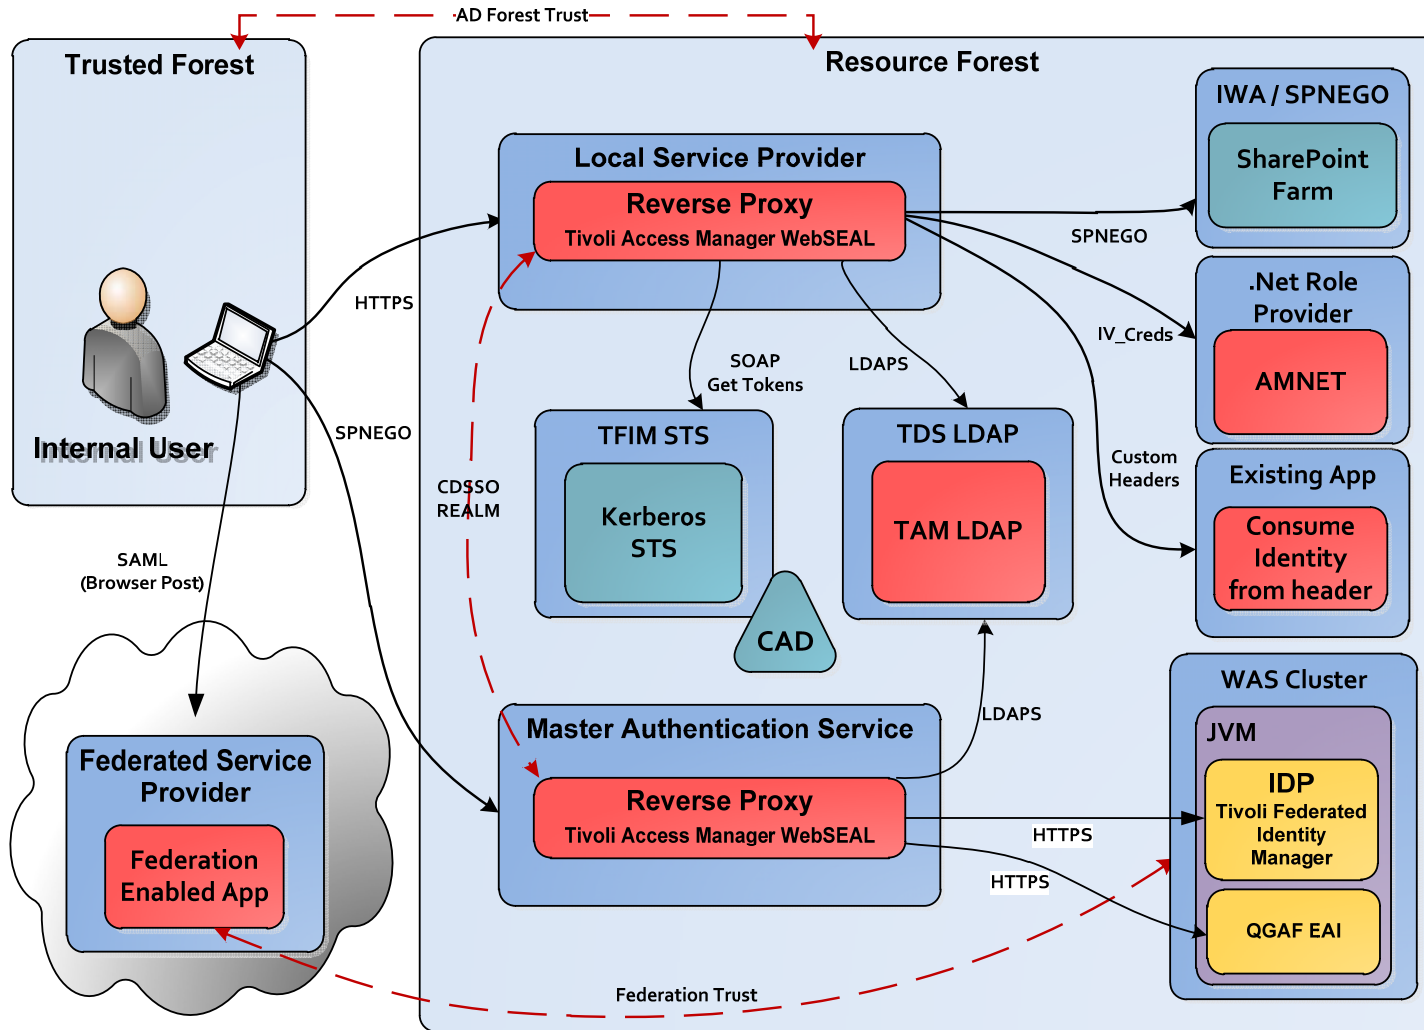 AD Forest Trust
Trusted Forest
Resource Forest
IWA / SPNEGO
SharePoint
Farm
Local Service Provider
Reverse Proxy
Tivoli Access Manager WebSEAL
SPNEGO
.Net Role
Provider
AMNET
HTTPS
IV_Creds
SOAP
Get Tokens
LDAPS
Internal User
SPNEGO
TFIM STS
Kerberos
STS
TDS LDAP
TAM LDAP
Custom
Headers
Existing App
Consume
Identity
from header
CDSSO
REALM
SAML
(Browser Post)
CAD
WAS Cluster
JVM
IDP
Tivoli Federated
Identity
Manager
QGAF EAI
LDAPS
Master Authentication Service
Reverse Proxy
Tivoli Access Manager WebSEAL
HTTPS
HTTPS
Federated Service
Provider
Federation
Enabled App
Federation Trust